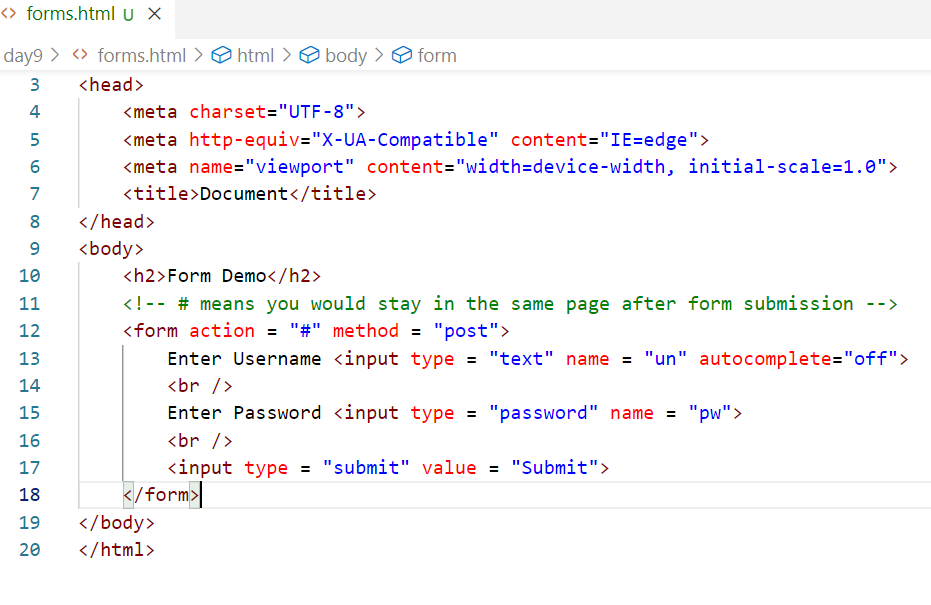 <> forms.html U ×
day9 > <> forms.html > html > body > form
3 <head>
4 <meta charset="UTF-8">
5 <meta http-equiv="X-UA-Compatible" content="IE=edge">
6 <meta name="viewport" content="width=device-width, initial-scale=1.0">
7 <title>Document</title>
8 </head>
9 <body>
10 <h2>Form Demo</h2>
11 <!-- # means you would stay in the same page after form submission -->
12 <form action = "#" method = "post">
13 Enter Username <input type = "text" name = "un" autocomplete="off">
14 <br />
15 Enter Password <input type = "password" name = "pw">
16 <br />
17 <input type = "submit" value = "Submit">
18 </form>
19 </body>
20 </html>